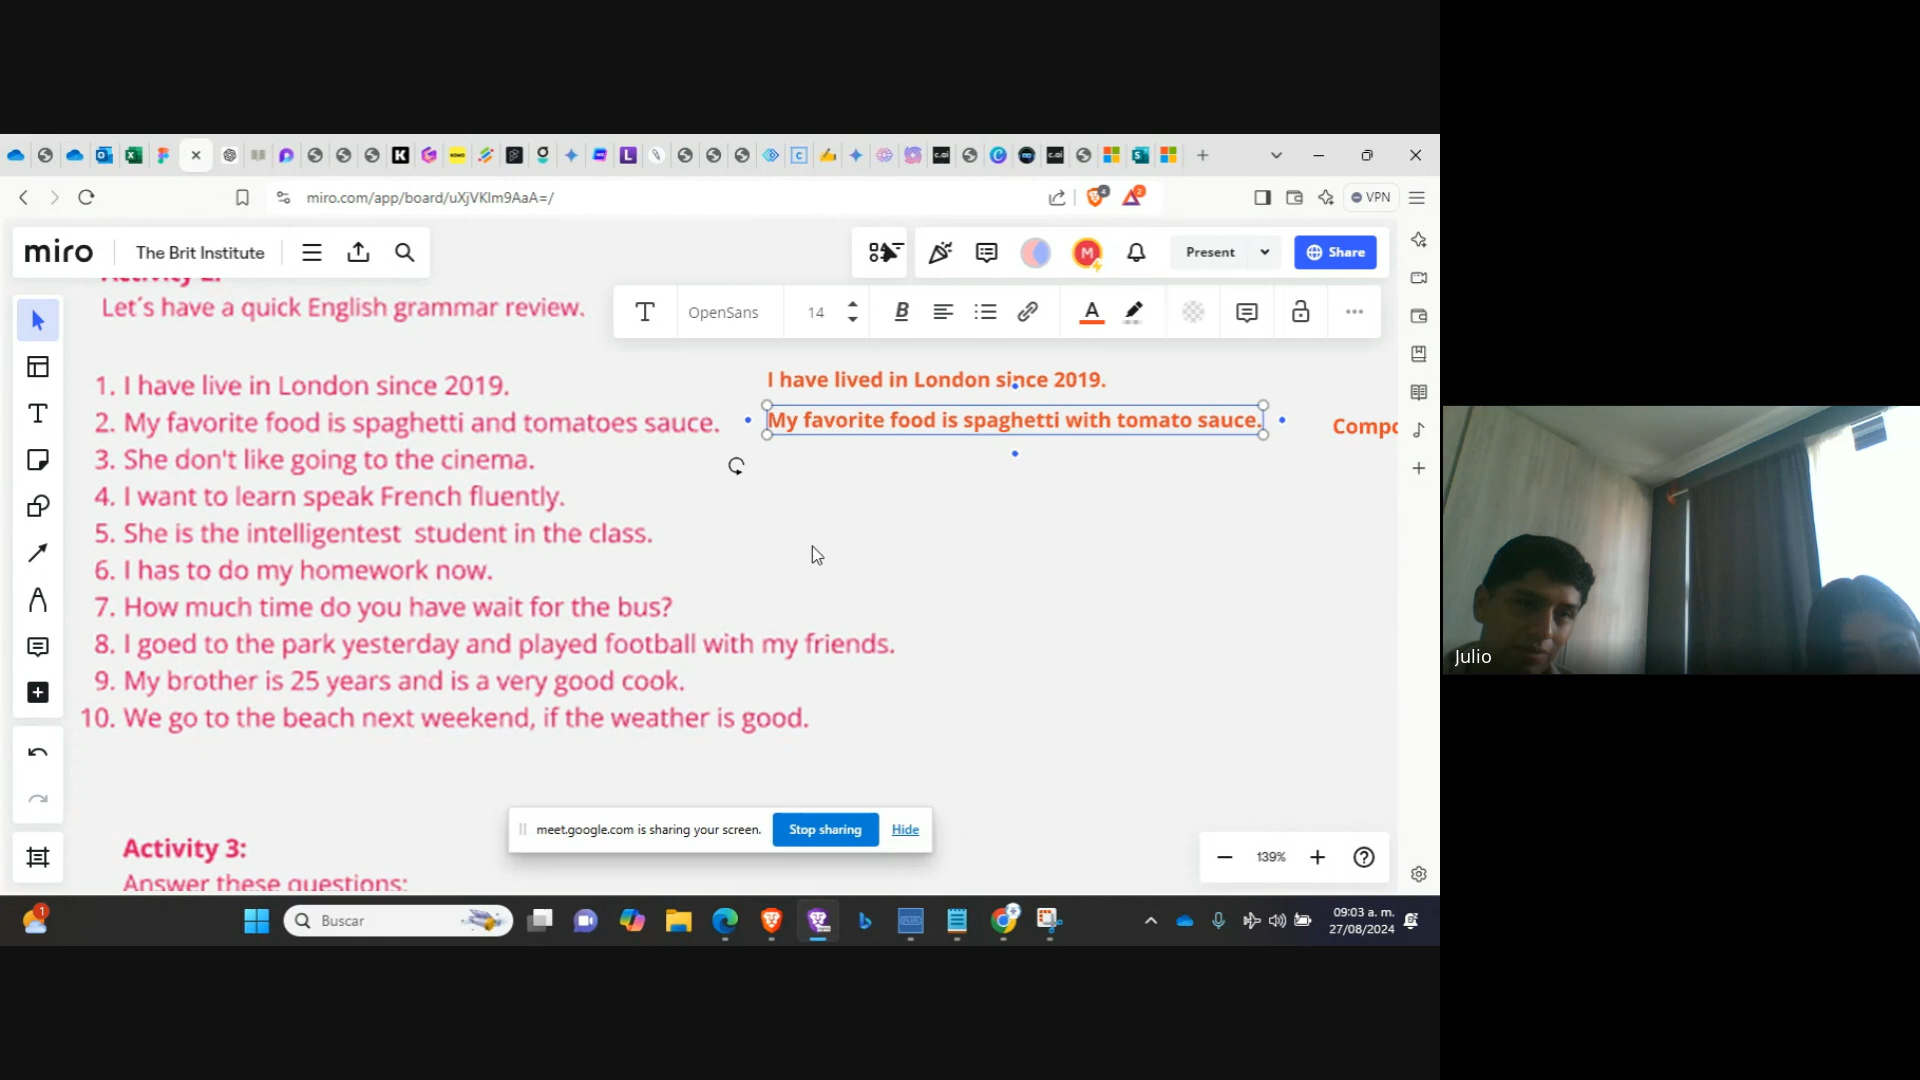 miro.com/app/board/uXjVKlm9AaA=/
VPN
miro
The Brit Institute
Present
Share
Let´s have a quick English grammar review.
OpenSans
14
1. I have live in London since 2019.
I have lived in London since 2019.
2. My favorite food is spaghetti and tomatoes sauce.
My favorite food is spaghetti with tomato sauce.
Compo
3. She don't like going to the cinema.
4. I want to learn speak French fluently.
5. She is the intelligentest student in the class.
6. I has to do my homework now.
7. How much time do you have wait for the bus?
8. I goed to the park yesterday and played football with my friends.
9. My brother is 25 years and is a very good cook.
10. We go to the beach next weekend, if the weather is good.
Julio
meet.google.com is sharing your screen.
Stop sharing
Hide
Activity 3:
Answer these questions:
139%
Buscar
09:03 a. m.
27/08/2024